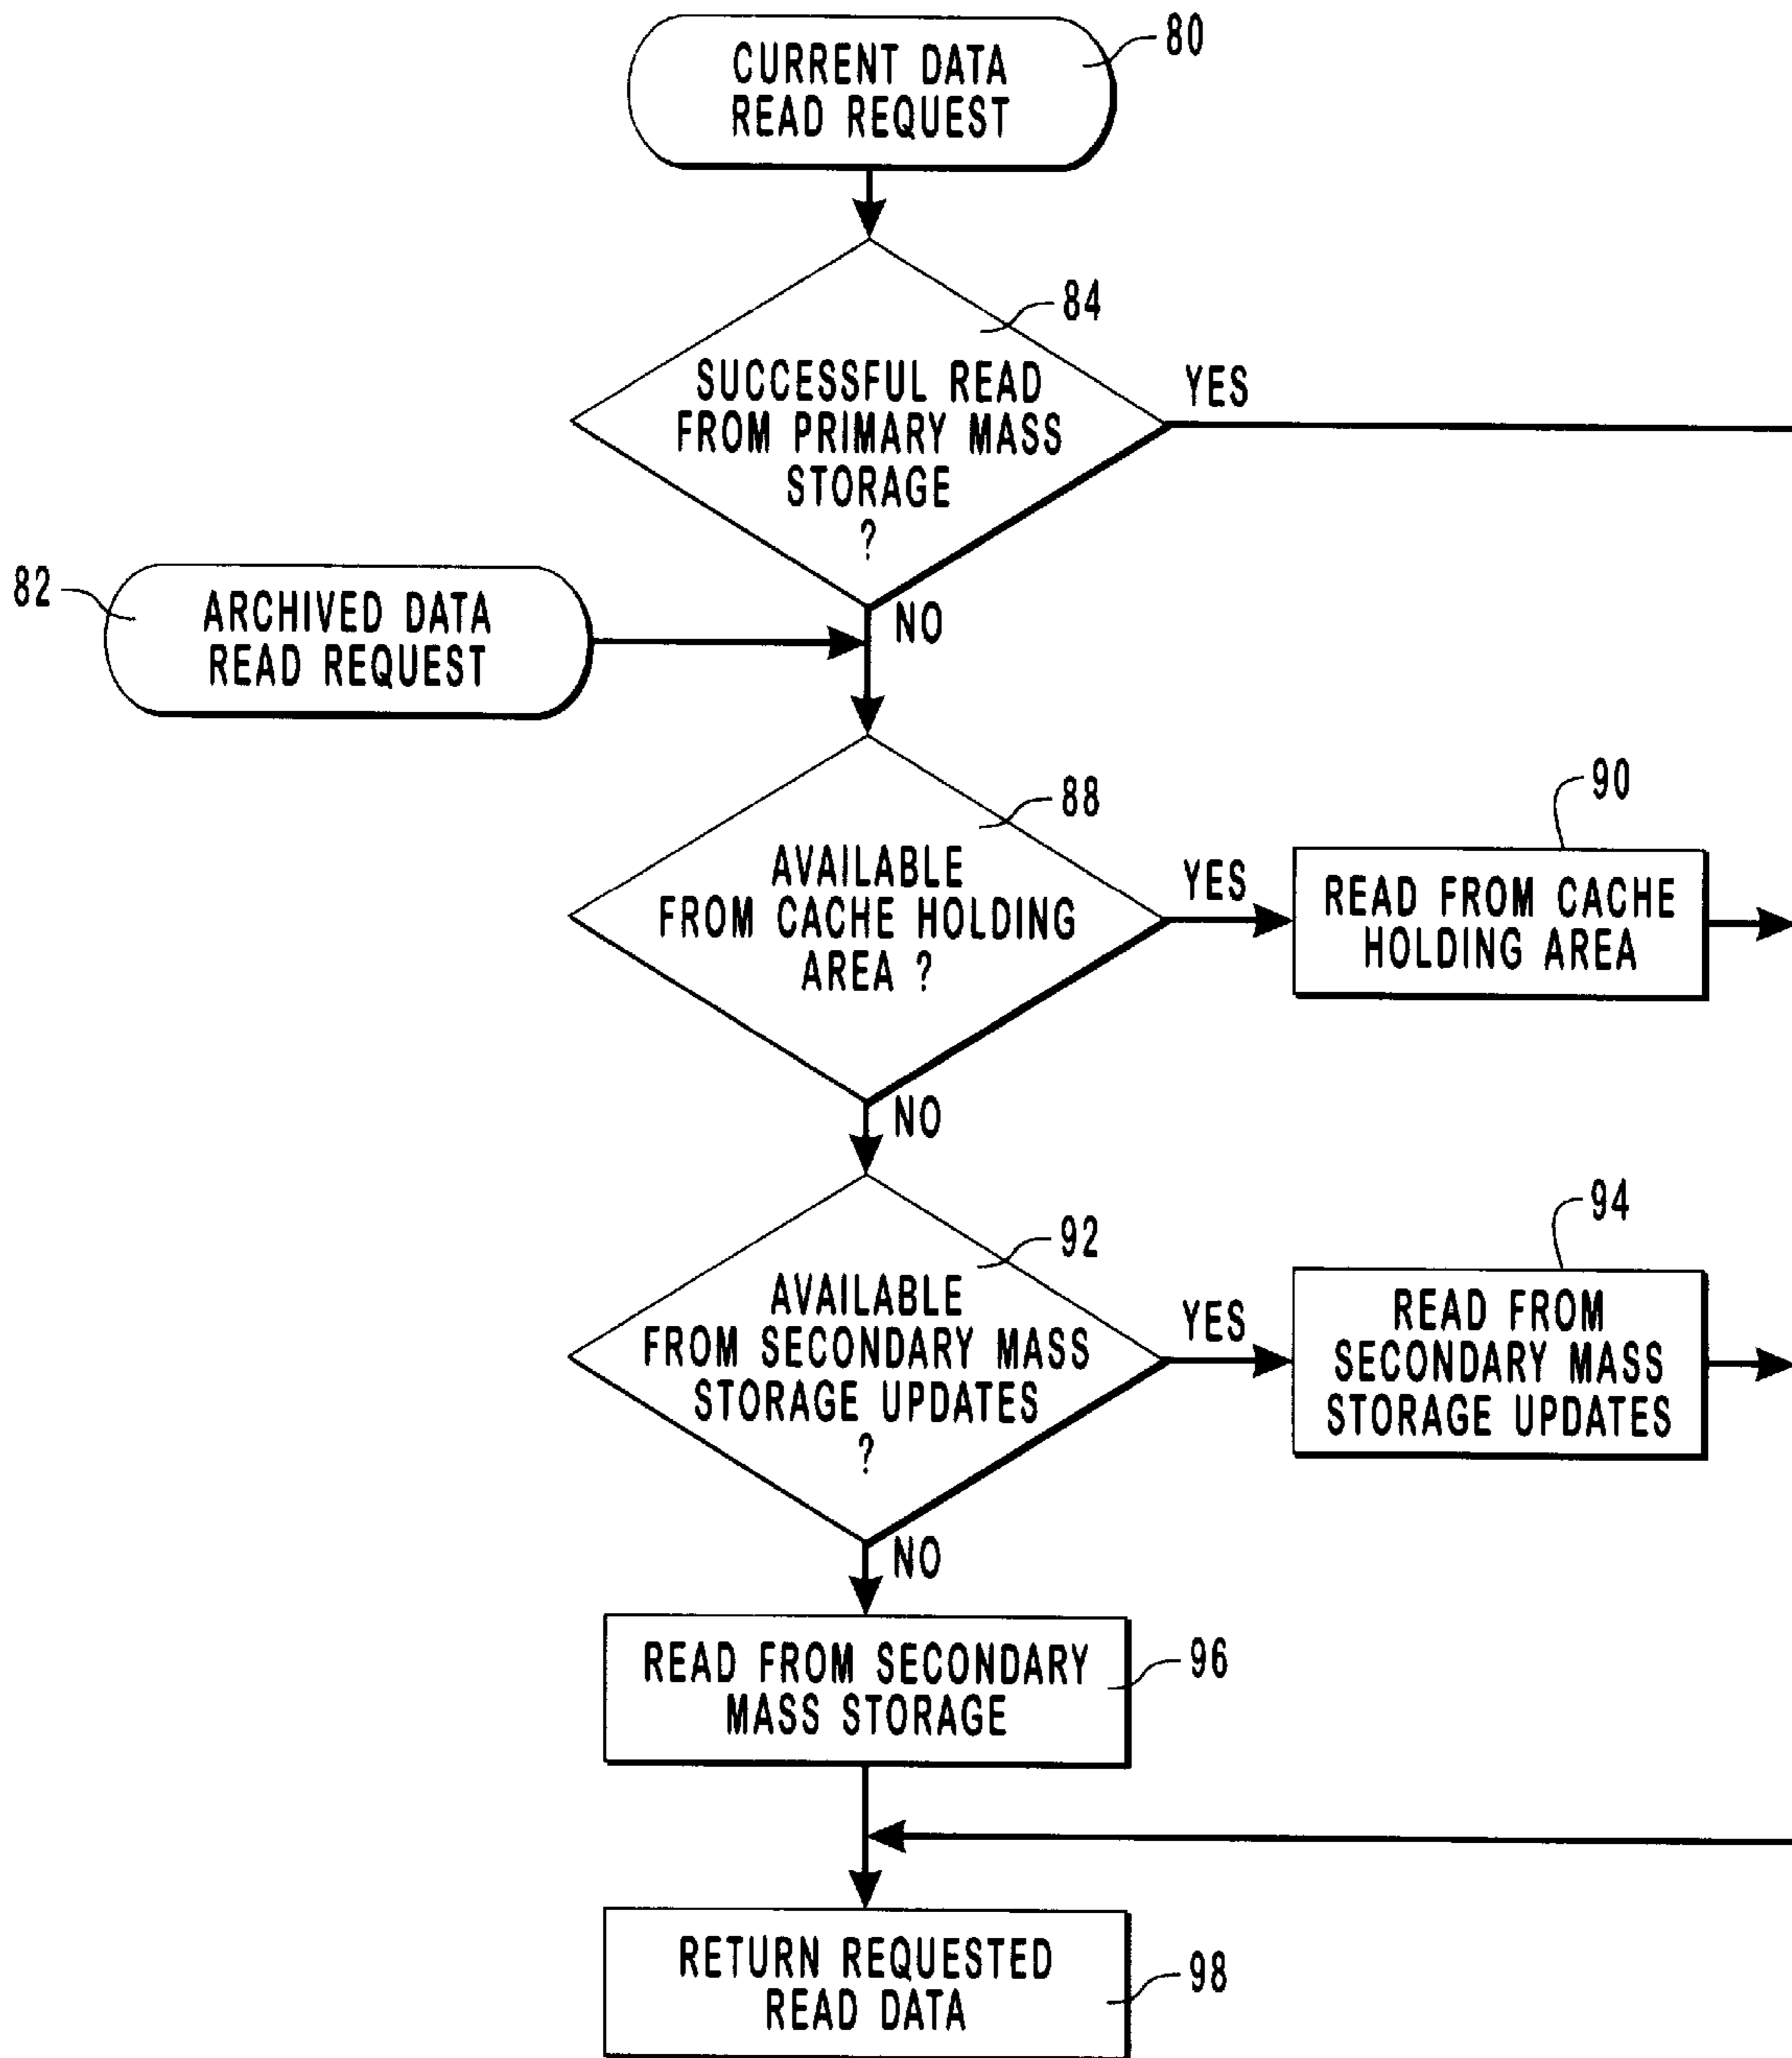 CURRENT DATA
READ REQUEST
80
84
SUCCESSFUL READ
FROM PRIMARY MASS
STORAGE
?
YES
NO
82
ARCHIVED DATA
READ REQUEST
88
AVAILABLE
FROM CACHE HOLDING
AREA ?
YES
90
READ FROM CACHE
HOLDING AREA
NO
92
AVAILABLE
FROM SECONDARY MASS
STORAGE UPDATES
?
YES
94
READ FROM
SECONDARY MASS
STORAGE UPDATES
NO
READ FROM SECONDARY
MASS STORAGE
96
RETURN REQUESTED
READ DATA
98